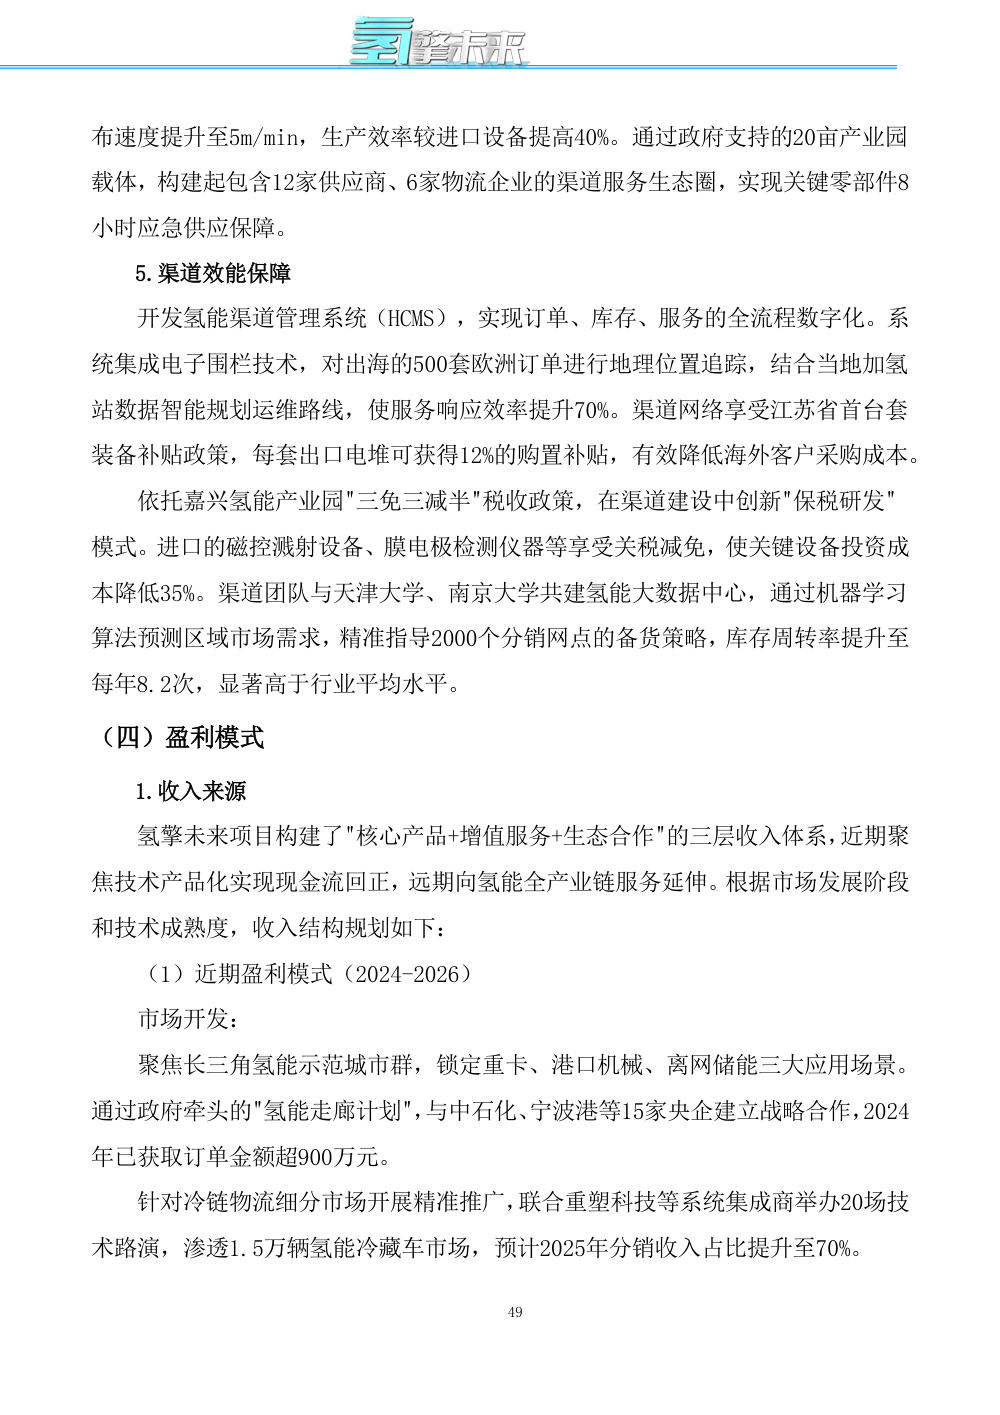 氢擎未来
布速度提升至5m/min，生产效率较进口设备提高40%。通过政府支持的20亩产业园
载体，构建起包含12家供应商、6家物流企业的渠道服务生态圈，实现关键零部件8
小时应急供应保障。
5.渠道效能保障
开发氢能渠道管理系统（HCMS），实现订单、库存、服务的全流程数字化。系
统集成电子围栏技术，对出海的500套欧洲订单进行地理位置追踪，结合当地加氢
站数据智能规划运维路线，使服务响应效率提升70%。渠道网络享受江苏省首台套
装备补贴政策，每套出口电堆可获得12%的购置补贴，有效降低海外客户采购成本。
依托嘉兴氢能产业园"三免三减半"税收政策，在渠道建设中创新"保税研发"
模式。进口的磁控溅射设备、膜电极检测仪器等享受关税减免，使关键设备投资成
本降低35%。渠道团队与天津大学、南京大学共建氢能大数据中心，通过机器学习
算法预测区域市场需求，精准指导2000个分销网点的备货策略，库存周转率提升至
每年8.2次，显著高于行业平均水平。
（四）盈利模式
1.收入来源
氢擎未来项目构建了"核心产品+增值服务+生态合作"的三层收入体系，近期聚
焦技术产品化实现现金流回正，远期向氢能全产业链服务延伸。根据市场发展阶段
和技术成熟度，收入结构规划如下：
（1）近期盈利模式（2024-2026）
市场开发：
聚焦长三角氢能示范城市群，锁定重卡、港口机械、离网储能三大应用场景。
通过政府牵头的"氢能走廊计划"，与中石化、宁波港等15家央企建立战略合作，2024
年已获取订单金额超900万元。
针对冷链物流细分市场开展精准推广，联合重塑科技等系统集成商举办20场技
术路演，渗透1.5万辆氢能冷藏车市场，预计2025年分销收入占比提升至70%。
49